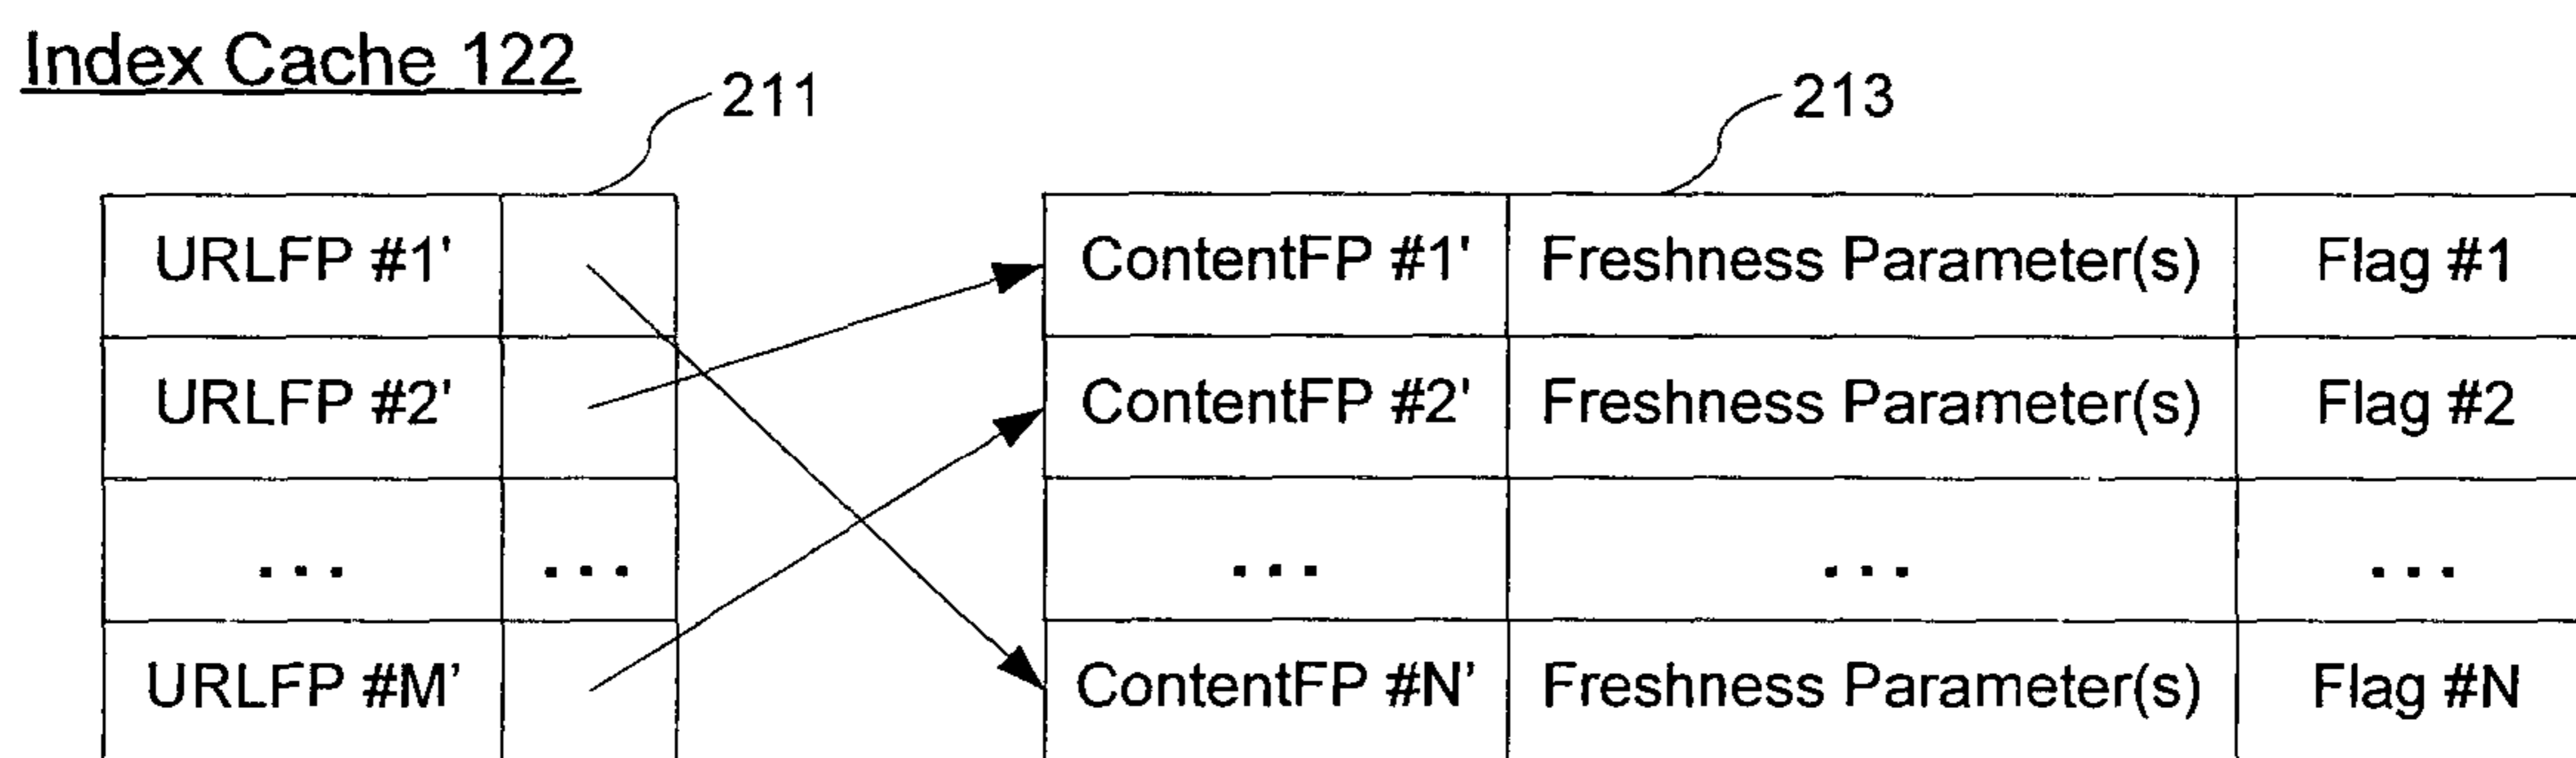 Index Cache 122
211
213
URLFP #1' ContentFP #1' Freshness Parameter(s) Flag #1
URLFP #2' ContentFP #2' Freshness Parameter(s) Flag #2
... ... ... ... ...
URLFP #M’ ContentFP #N’ Freshness Parameter(s) Flag #N